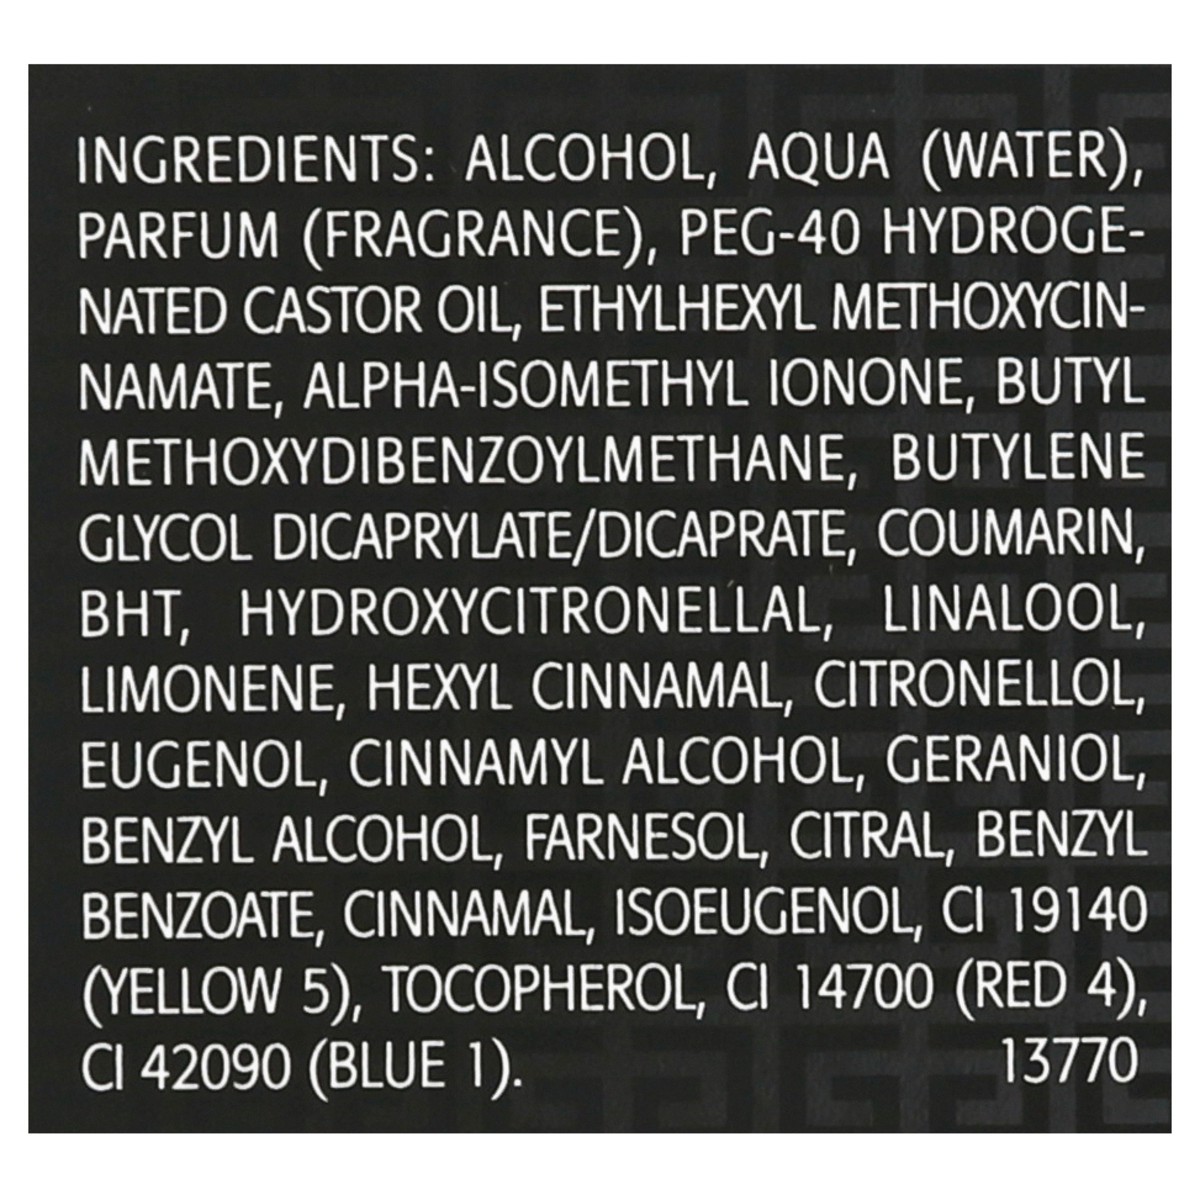 INGREDIENTS: ALCOHOL, AQUA (WATER),
PARFUM (FRAGRANCE), PEG-40 HYDROGE-
NATED CASTOR OIL, ETHYLHEXYL METHOXYCIN-
NAMATE, ALPHA-ISOMETHYL IONONE, BUTYL
METHOXYDIBENZOYLMETHANE, BUTYLENE
GLYCOL DICAPRYLATE/DICAPRATE, COUMARIN,
BHT, HYDROXYCITRONELLAL, LINALOOL,
LIMONENE, HEXYL CINNAMAL, CITRONELLOL,
EUGENOL, CINNAMYL ALCOHOL, GERANIOL,
BENZYL ALCOHOL, FARNESOL, CITRAL, BENZYL
BENZOATE, CINNAMAL, ISOEUGENOL, CI 19140
(YELLOW 5), TOCOPHEROL, CI 14700 (RED 4),
CI 42090 (BLUE 1). 13770